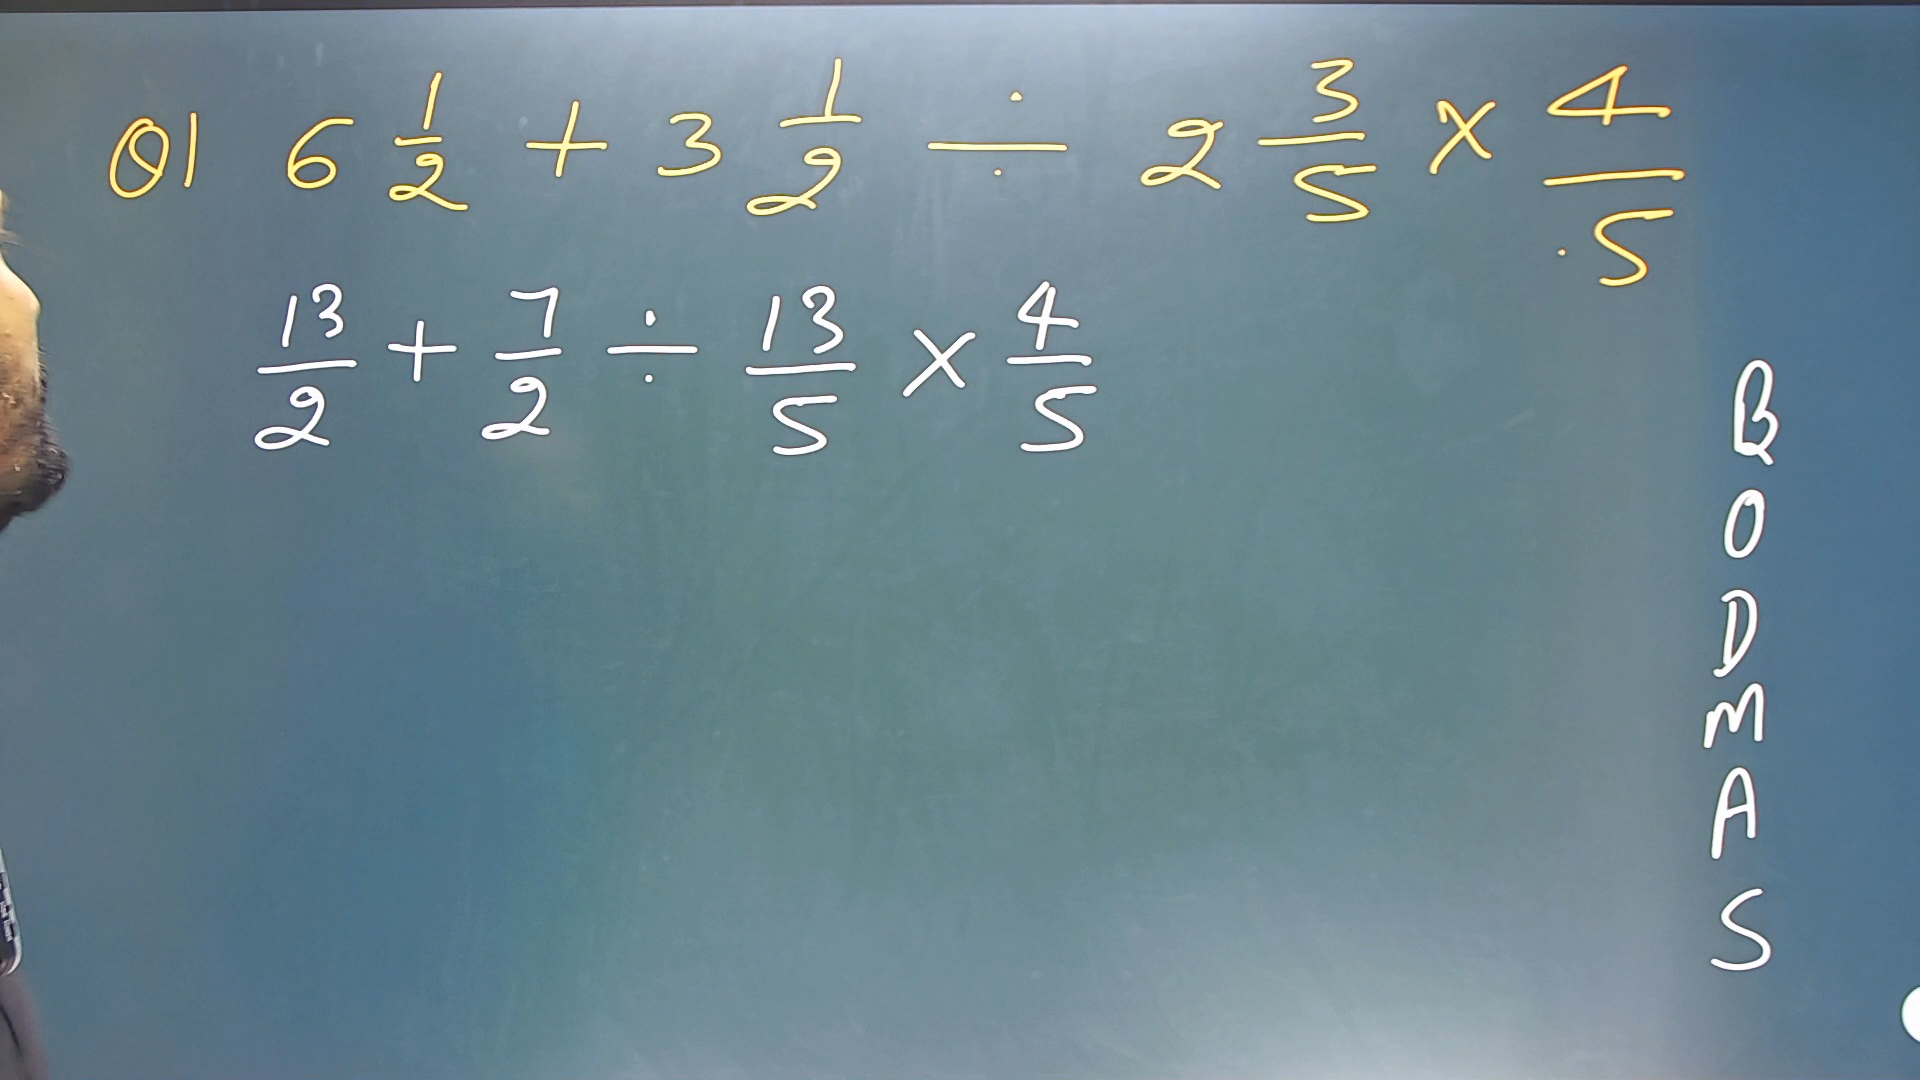 Q1 6 1/2 + 3 1/2 ÷ 2 3/5 × 4/5
13/2 + 7/2 ÷ 13/5 × 4/5
B
O
D
M
A
S